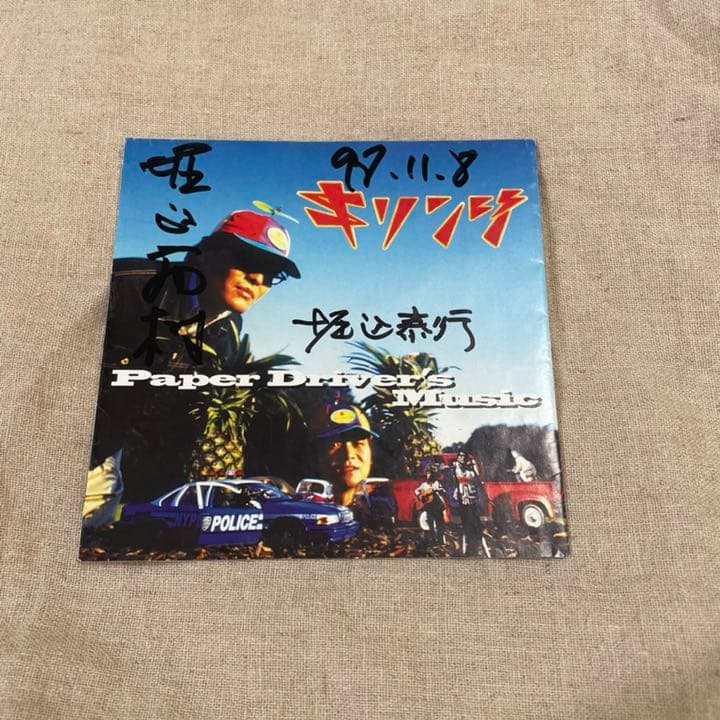 堀込高樹
97.11.8
キリンジ
堀込泰行
Paper Driver's
Music
NYPD POLICE